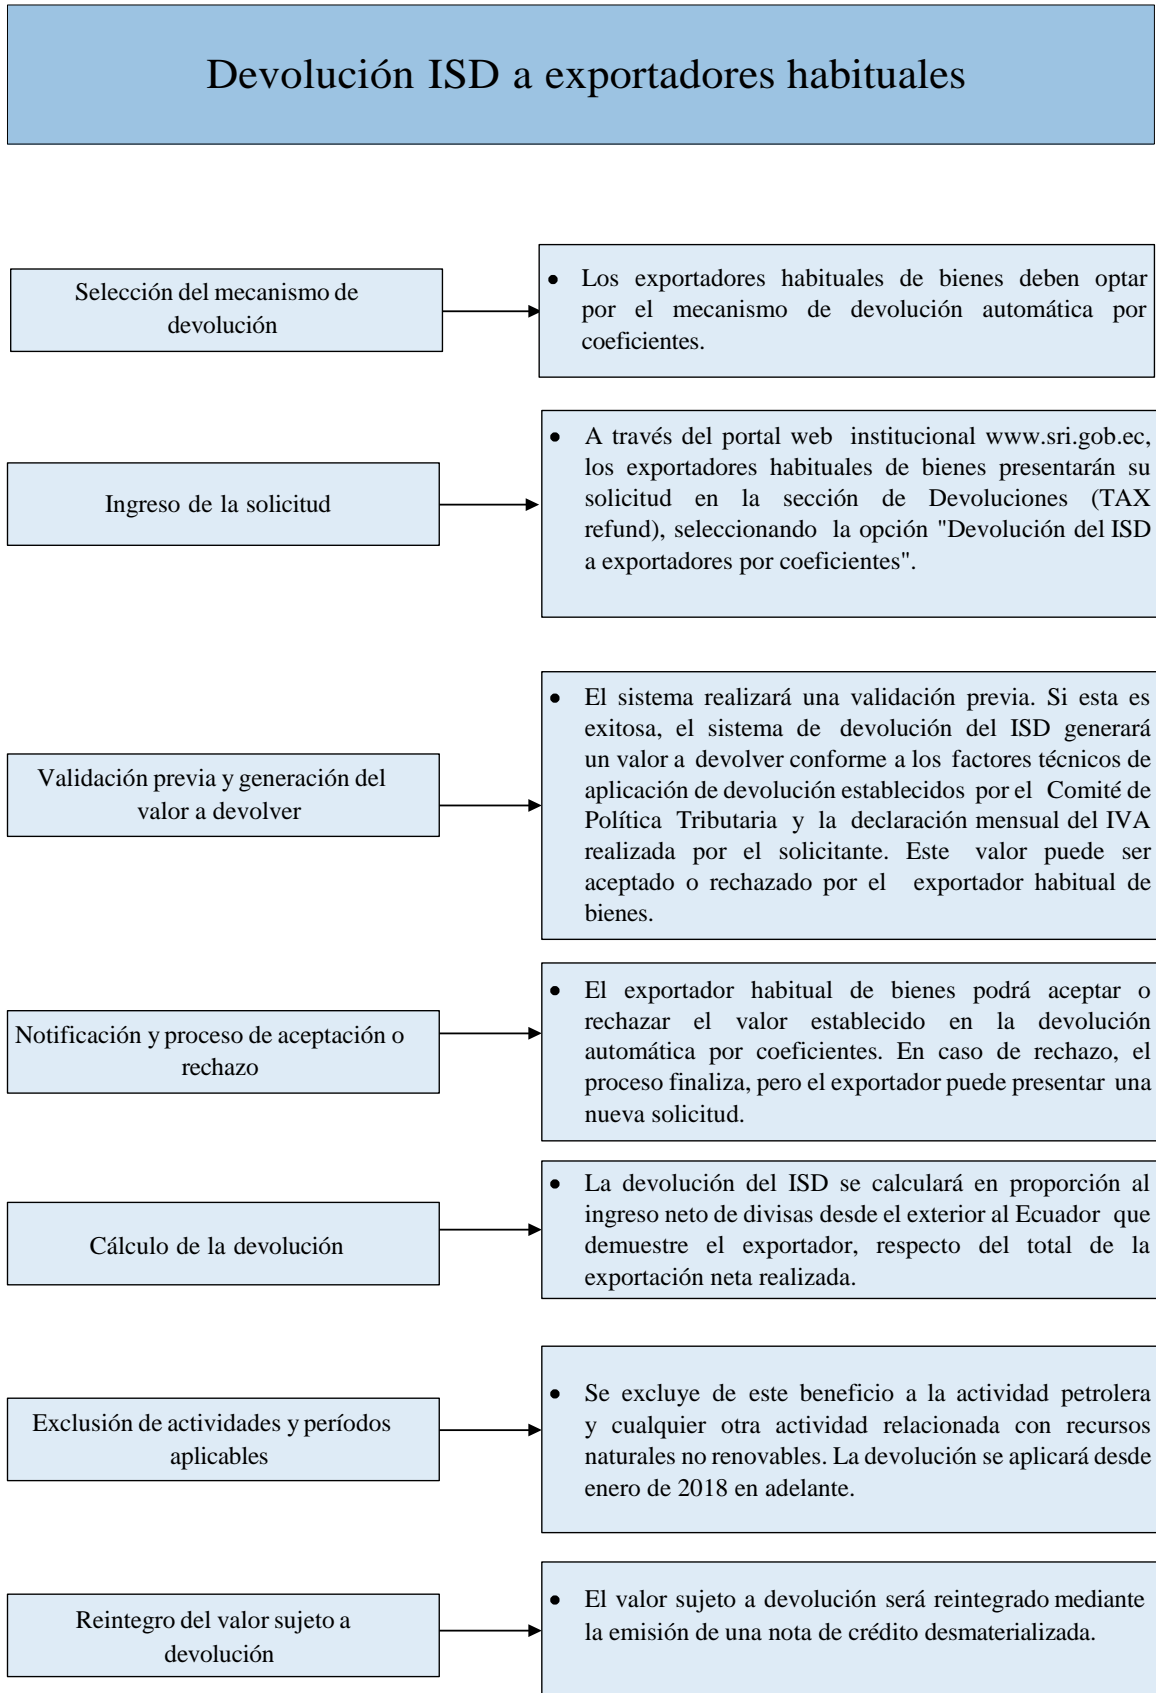 Devolución ISD a exportadores habituales
Selección del mecanismo de
devolución
• Los exportadores habituales de bienes deben optar
por el mecanismo de devolución automática por
coeficientes.
Ingreso de la solicitud
• A través del portal web institucional www.sri.gob.ec,
los exportadores habituales de bienes presentarán su
solicitud en la sección de Devoluciones (TAX
refund), seleccionando la opción "Devolución del ISD
a exportadores por coeficientes".
Validación previa y generación del
valor a devolver
• El sistema realizará una validación previa. Si esta es
exitosa, el sistema de devolución del ISD generará
un valor a devolver conforme a los factores técnicos de
aplicación de devolución establecidos por el Comité de
Política Tributaria y la declaración mensual del IVA
realizada por el solicitante. Este valor puede ser
aceptado o rechazado por el exportador habitual de
bienes.
Notificación y proceso de aceptación o
rechazo
• El exportador habitual de bienes podrá aceptar o
rechazar el valor establecido en la devolución
automática por coeficientes. En caso de rechazo, el
proceso finaliza, pero el exportador puede presentar una
nueva solicitud.
Cálculo de la devolución
• La devolución del ISD se calculará en proporción al
ingreso neto de divisas desde el exterior al Ecuador que
demuestre el exportador, respecto del total de la
exportación neta realizada.
Exclusión de actividades y períodos
aplicables
• Se excluye de este beneficio a la actividad petrolera
y cualquier otra actividad relacionada con recursos
naturales no renovables. La devolución se aplicará desde
enero de 2018 en adelante.
Reintegro del valor sujeto a
devolución
• El valor sujeto a devolución será reintegrado mediante
la emisión de una nota de crédito desmaterializada.